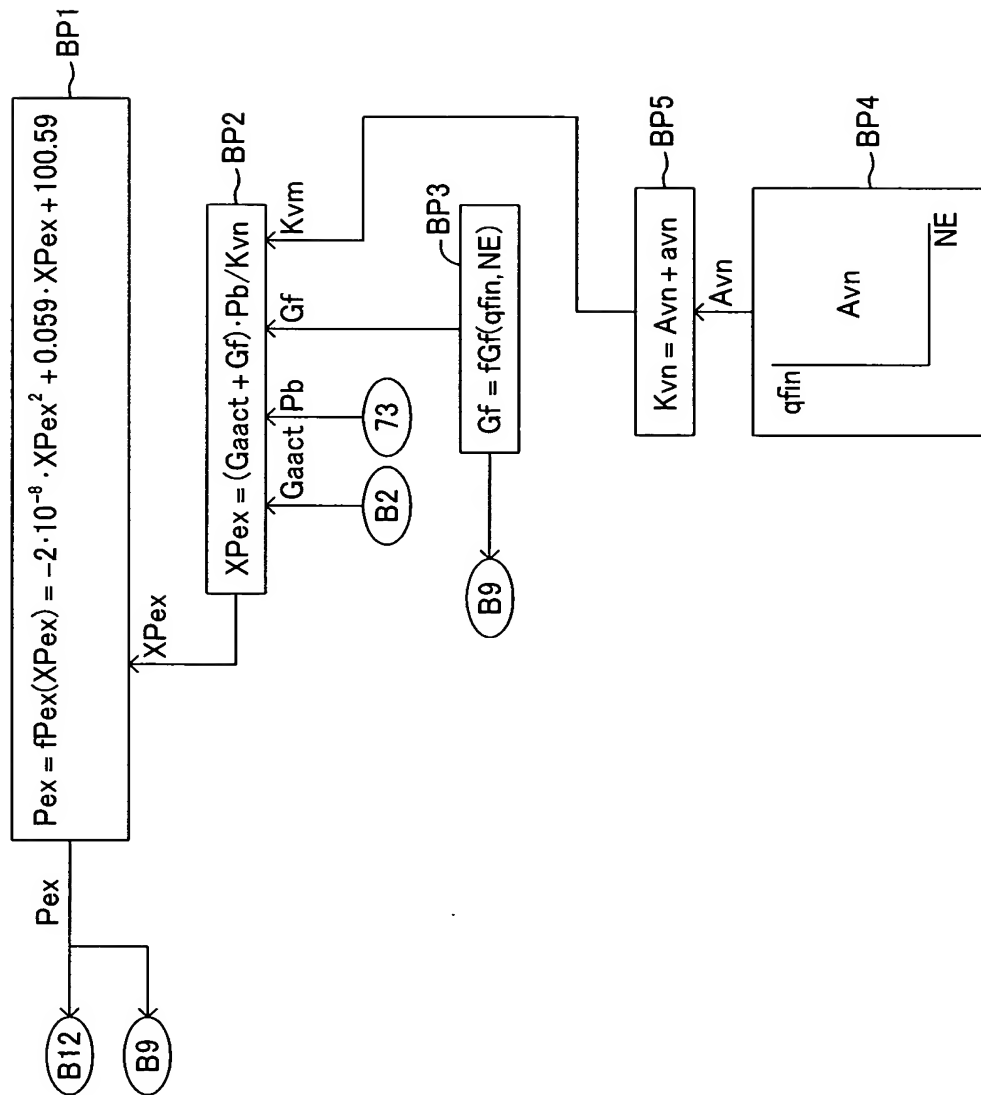 BP1
Pex = fPex(XPex) = −2·10⁻⁸·XPex² + 0.059·XPex + 100.59
Pex
B12
B9
XPex
BP2
XPex = (Gaact + Gf)·Pb/Kvn
Gaact
Pb
Gf
Kvm
B2
73
BP3
Gf = fGf(qfin, NE)
B9
BP5
Kvn = Avn + avn
Avn
BP4
qfin
Avn
NE